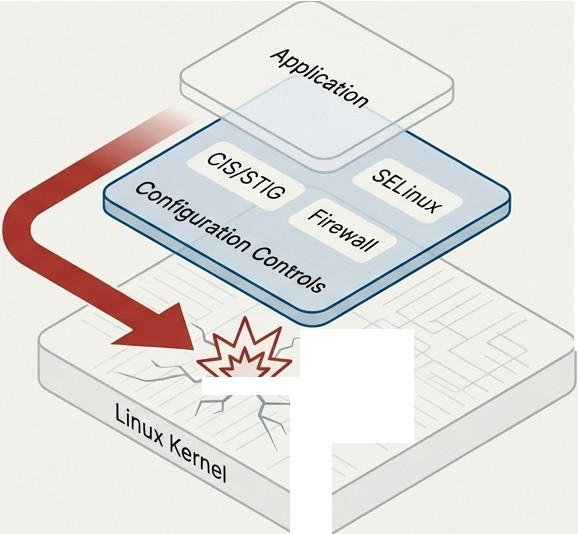 Application
CIS/STIG
SELinux
Firewall
Configuration Controls
Linux Kernel